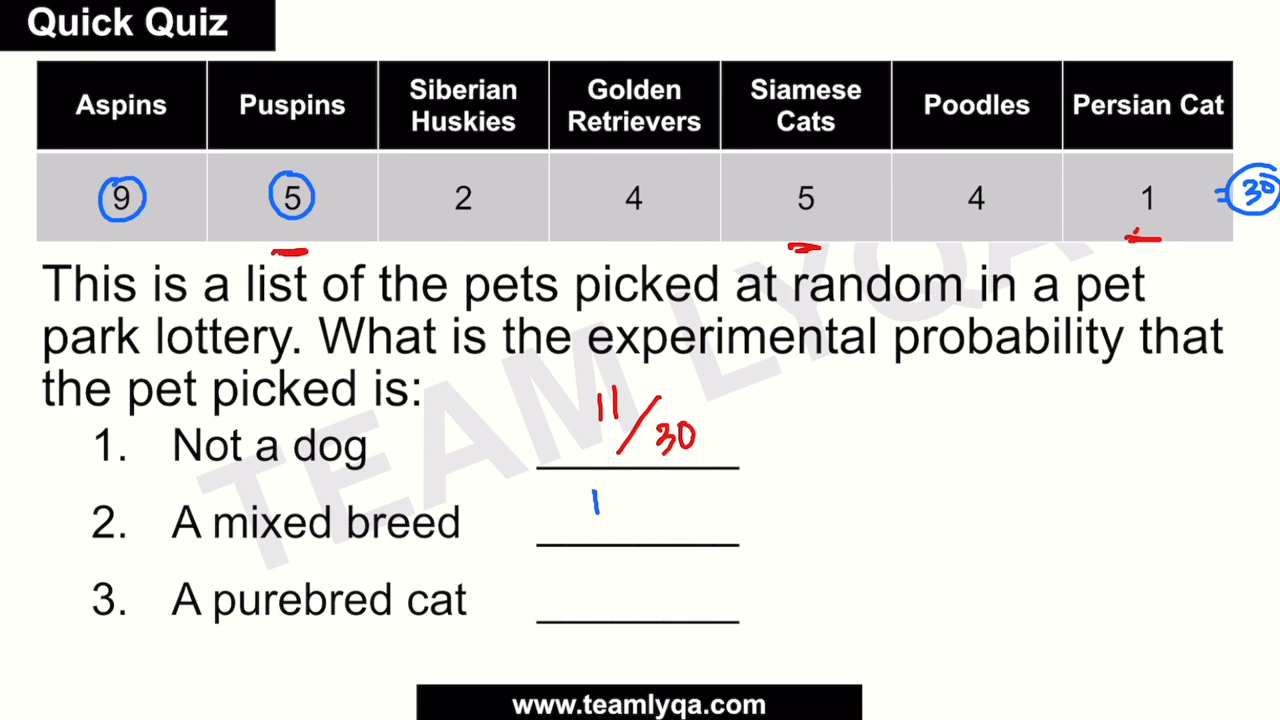 Quick Quiz
Aspins Puspins Siberian Huskies Golden Retrievers Siamese Cats Poodles Persian Cat
9 5 2 4 5 4 1 = 30
This is a list of the pets picked at random in a pet
park lottery. What is the experimental probability that
the pet picked is:
1. Not a dog 11/30
2. A mixed breed 1
3. A purebred cat
TEAM LYQA
www.teamlyqa.com